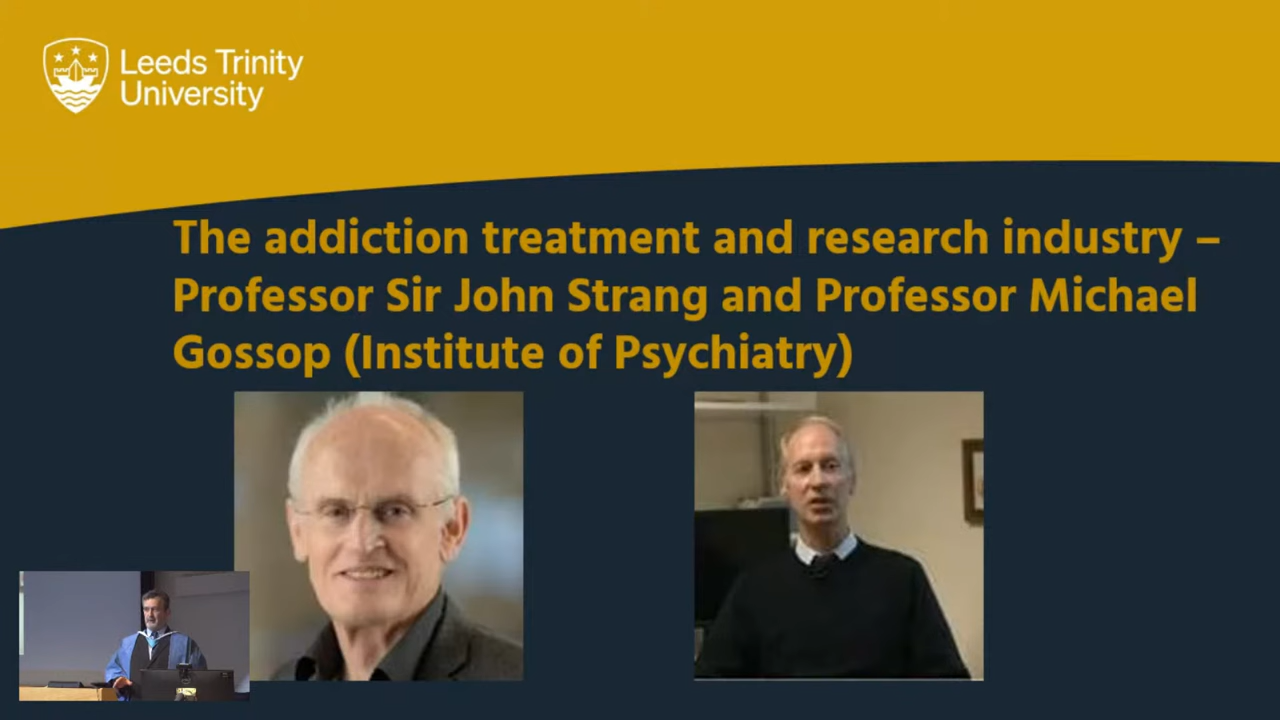 Leeds Trinity
University
The addiction treatment and research industry –
Professor Sir John Strang and Professor Michael
Gossop (Institute of Psychiatry)